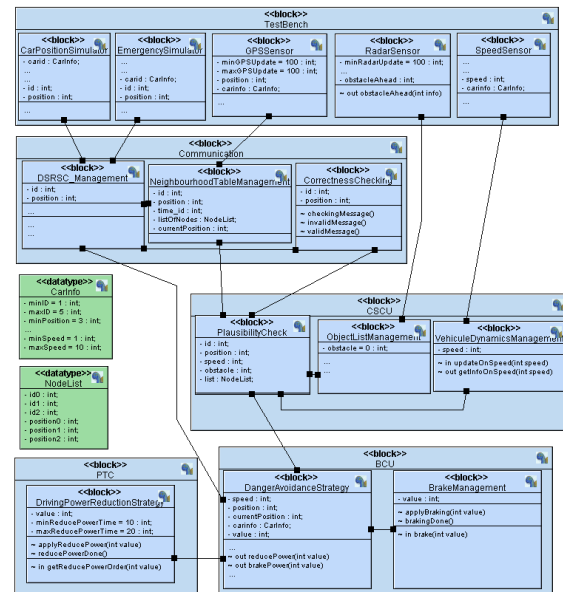 <<block>>
TestBench
<<block>>
CarPositionSimulator
- carid : CarInfo;
...
...
- id : int;
- position : int;
...
<<block>>
EmergencySimulator
...
...
- carid : CarInfo;
- id : int;
- position : int;
...
<<block>>
GPSSensor
- minGPSUpdate = 100 : int;
- maxGPSUpdate = 100 : int;
- position : int;
- carinfo : CarInfo;
...
<<block>>
RadarSensor
- minRadarUpdate = 100 : int;
...
- obstacleAhead : int;
~ out obstacleAhead(int info)
<<block>>
SpeedSensor
...
...
- speed : int;
- carinfo : CarInfo;
...
<<block>>
Communication
<<block>>
DSRSC_Management
- id : int;
- position : int;
...
...
...
<<block>>
NeighbourhoodTableManagement
- id : int;
- position : int;
- time_id : int;
- listOfNodes : NodeList;
- currentPosition : int;
<<block>>
CorrectnessChecking
- id : int;
- position : int;
~ checkingMessage()
~ invalidMessage()
~ validMessage()
<<datatype>>
CarInfo
- minID = 1 : int;
- maxID = 5 : int;
- minPosition = 3 : int;
...
- minSpeed = 1 : int;
- maxSpeed = 10 : int;
<<datatype>>
NodeList
- id0 : int;
- id1 : int;
- id2 : int;
- position0 : int;
- position1 : int;
- position2 : int;
<<block>>
CSCU
<<block>>
PlausibilityCheck
- id : int;
- position : int;
- speed : int;
- obstacle : int;
- list : NodeList;
<<block>>
ObjectListManagement
- obstacle = 0 : int;
...
...
<<block>>
VehiculeDynamicsManagement
- speed : int;
~ in updateOnSpeed(int speed)
~ out getInfoOnSpeed(int speed)
<<block>>
PTC
<<block>>
DrivingPowerReductionStrategy
- value : int;
- minReducePowerTime = 10 : int;
- maxReducePowerTime = 20 : int;
~ applyReducePower(int value)
~ reducePowerDone()
~ in getReducePowerOrder(int value)
<<block>>
BCU
<<block>>
DangerAvoidanceStrategy
- speed : int;
- position : int;
- currentPosition : int;
- carinfo : CarInfo;
- value : int;
...
~ out reducePower(int value)
~ out brakePower(int value)
...
<<block>>
BrakeManagement
- value : int;
~ applyBraking(int value)
~ brakingDone()
~ in brake(int value)